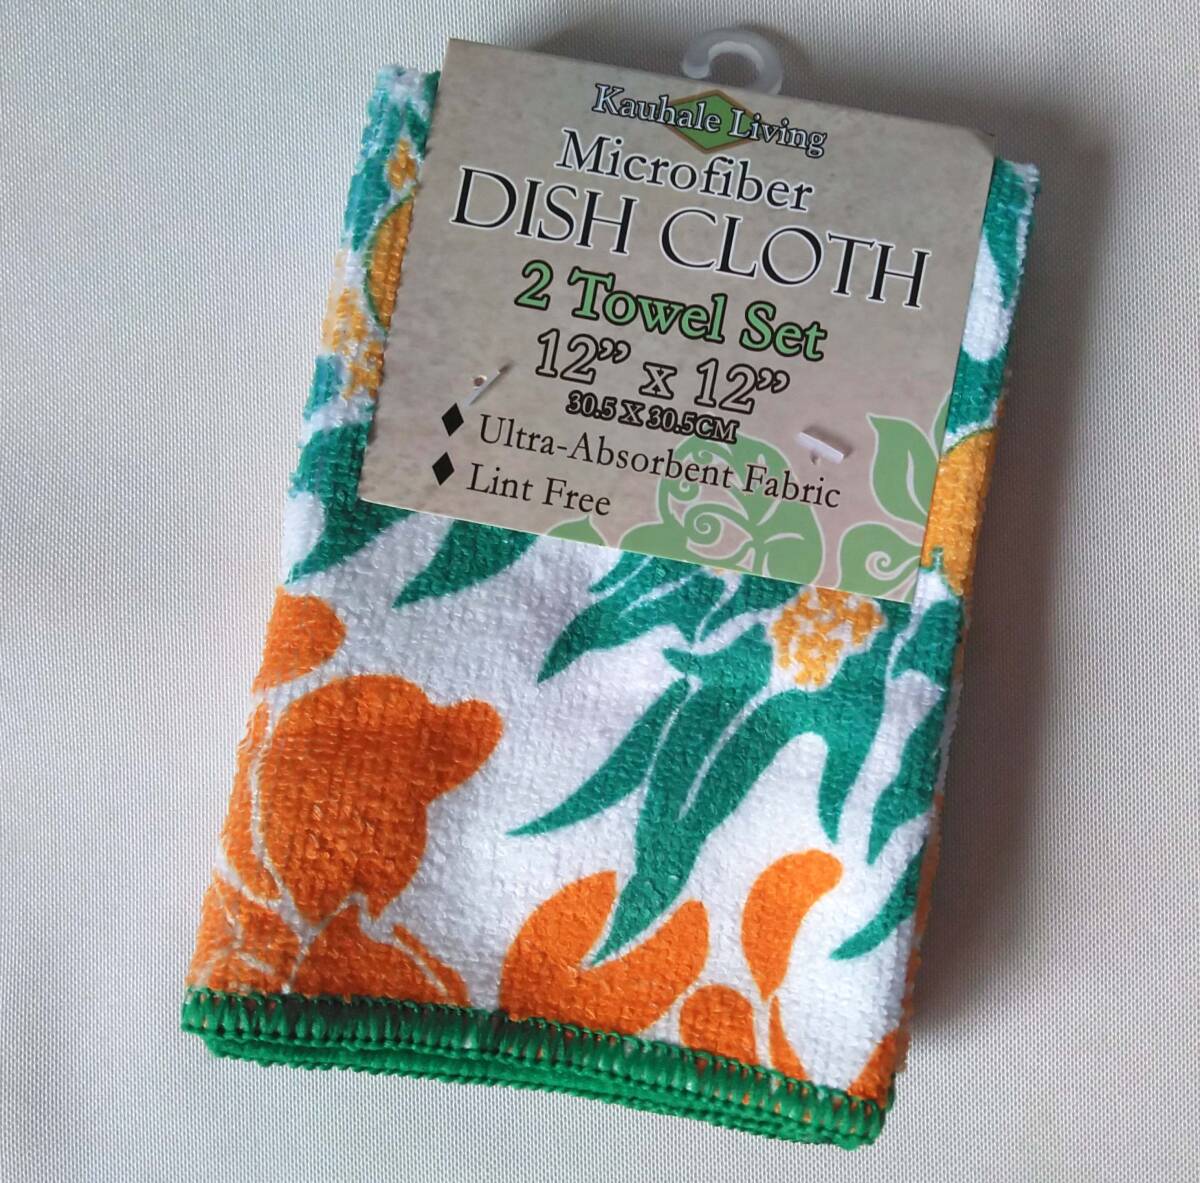 Kauhale Living
Microfiber
DISH CLOTH
2 Towel Set
12” x 12”
30.5 X 30.5CM
♦ Ultra-Absorbent Fabric
♦ Lint Free